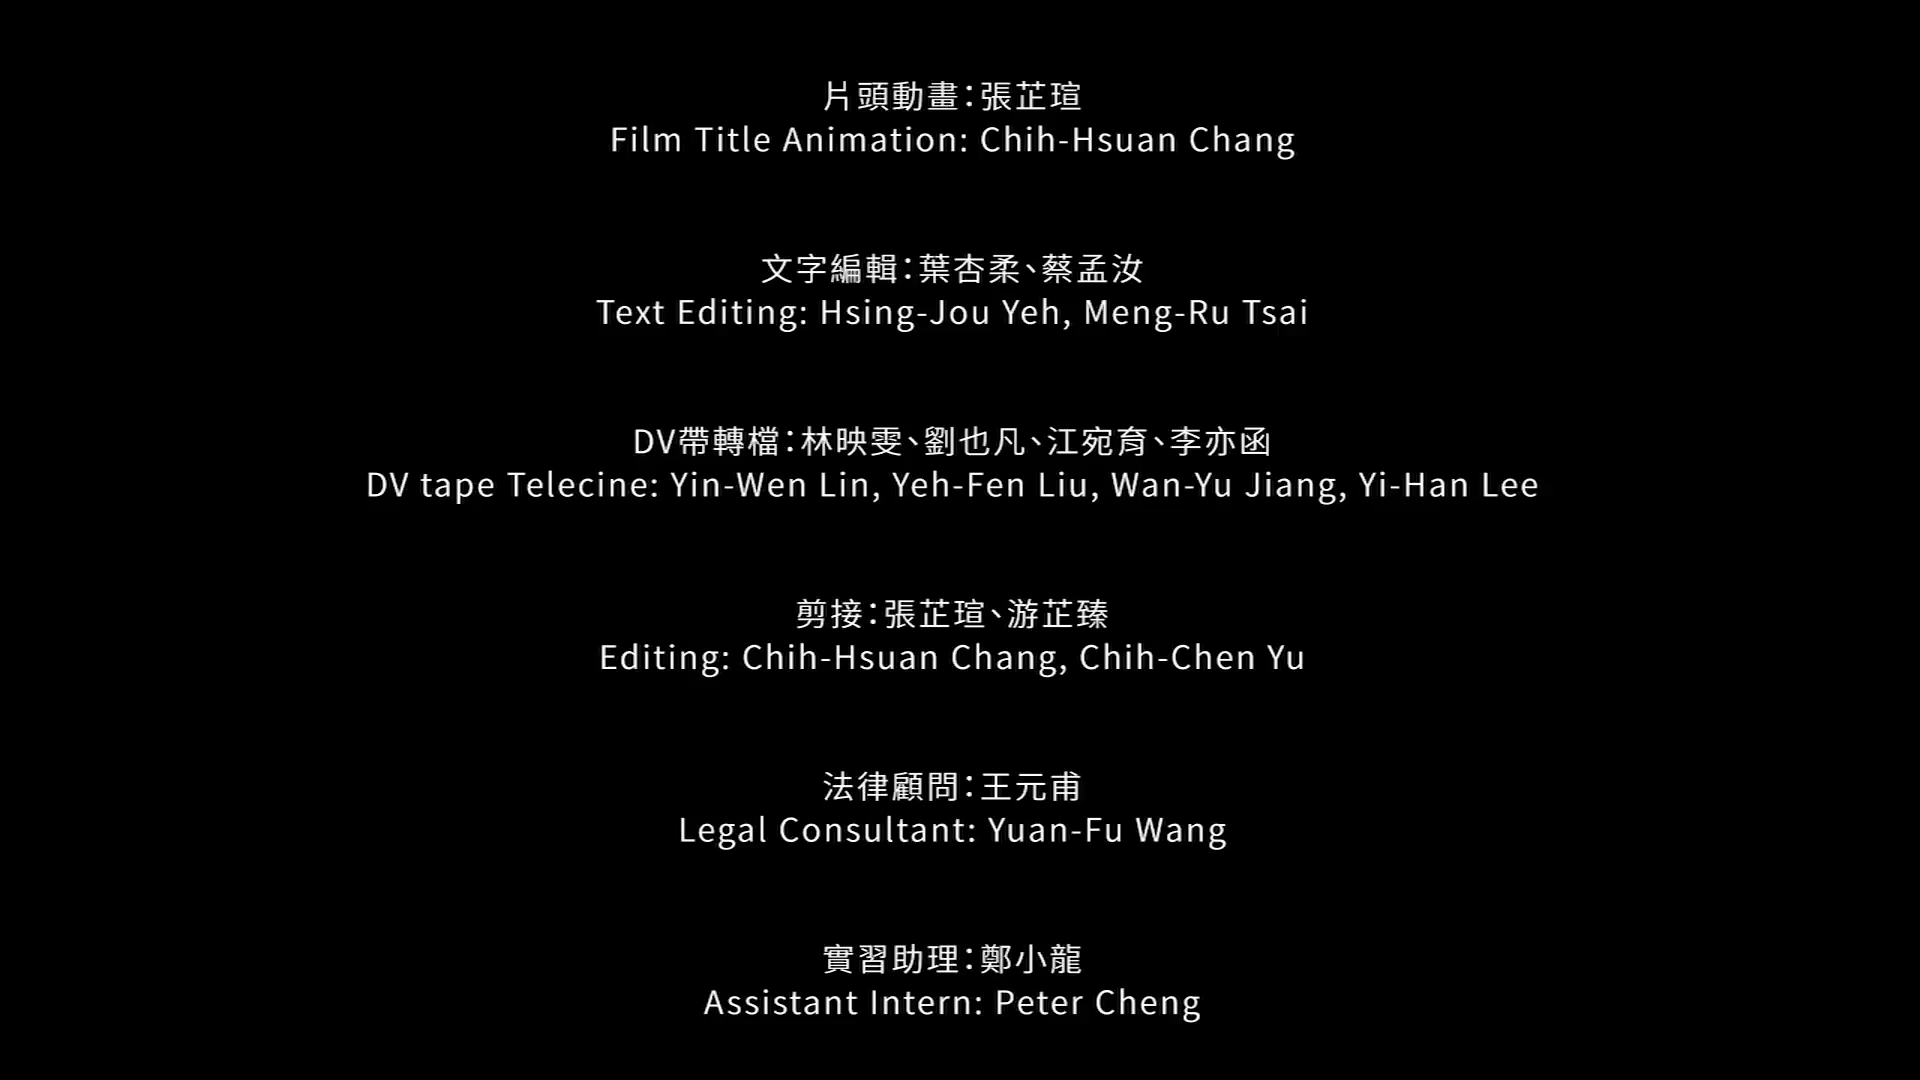 片頭動畫：張芷瑄
Film Title Animation: Chih-Hsuan Chang
文字編輯：葉杏柔、蔡孟汝
Text Editing: Hsing-Jou Yeh, Meng-Ru Tsai
DV帶轉檔：林映雯、劉也凡、江宛育、李亦函
DV tape Telecine: Yin-Wen Lin, Yeh-Fen Liu, Wan-Yu Jiang, Yi-Han Lee
剪接：張芷瑄、游芷臻
Editing: Chih-Hsuan Chang, Chih-Chen Yu
法律顧問：王元甫
Legal Consultant: Yuan-Fu Wang
實習助理：鄭小龍
Assistant Intern: Peter Cheng